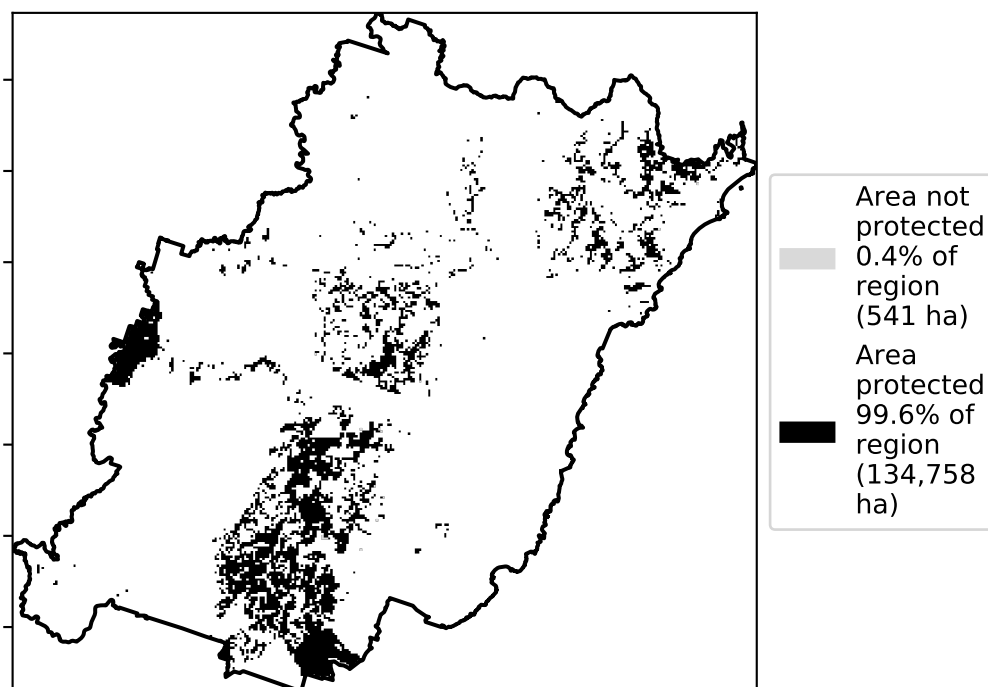 Area not
protected
0.4% of
region
(541 ha)
Area
protected
99.6% of
region
(134,758
ha)